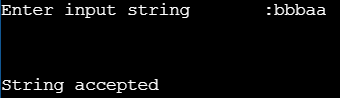 Enter input string :bbbaa
String accepted